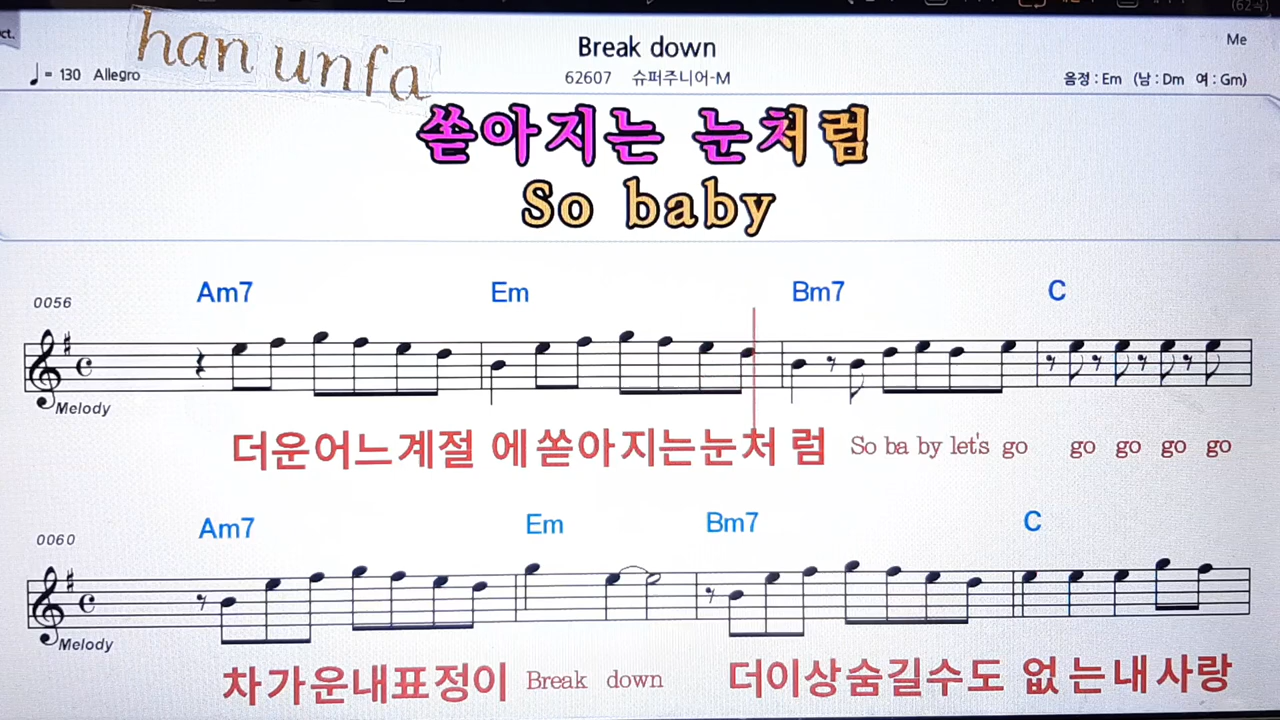 ct.
han unfa
Break down
Me
♩= 130 Allegro
62607 슈퍼주니어-M
음정 : Em (남 : Dm 여 : Gm)
쏟아지는 눈처럼
So baby
0056
Am7 Em Bm7 C
Melody
더운어느계절 에쏟아지는눈처 럼 So ba by let's go go go go go
0060
Am7 Em Bm7 C
Melody
차가운내표정이 Break down 더이상숨길수도 없 는내사랑